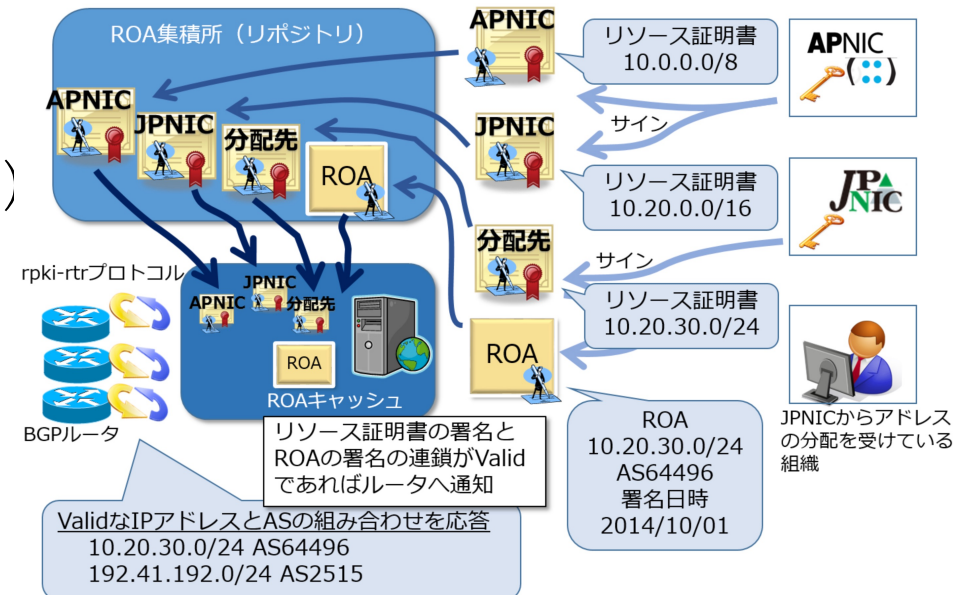 ROA集積所（リポジトリ）
APNIC
JPNIC
分配先
ROA
APNIC
リソース証明書
10.0.0.0/8
APNIC
サイン
JPNIC
リソース証明書
10.20.0.0/16
JPNIC
分配先
サイン
リソース証明書
10.20.30.0/24
ROA
ROA
10.20.30.0/24
AS64496
署名日時
2014/10/01
JPNICからアドレス
の分配を受けている
組織
)
rpki-rtrプロトコル
BGPルータ
APNIC
JPNIC
分配先
ROA
ROAキャッシュ
リソース証明書の署名と
ROAの署名の連鎖がValid
であればルータへ通知
ValidなIPアドレスとASの組み合わせを応答
10.20.30.0/24 AS64496
192.41.192.0/24 AS2515